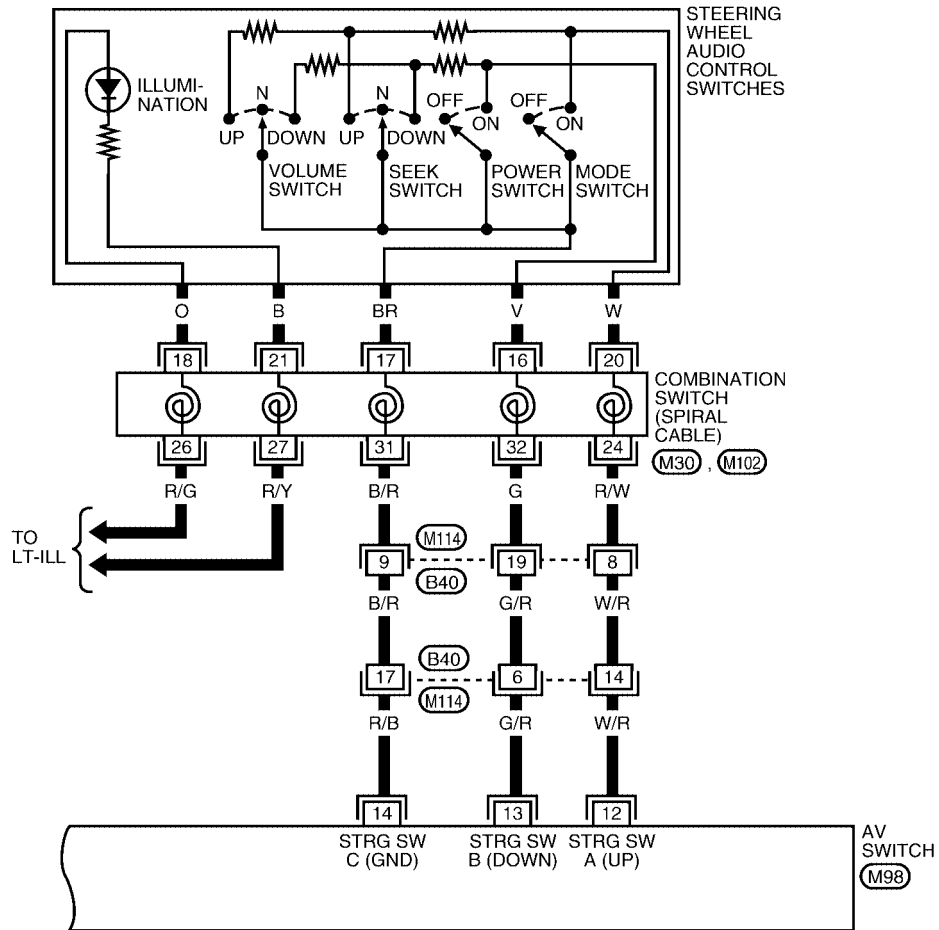 STEERING
WHEEL
AUDIO
CONTROL
SWITCHES
ILLUMI-
NATION
N
N
OFF
OFF
UP
DOWN
UP
DOWN
ON
ON
VOLUME
SWITCH
SEEK
SWITCH
POWER
SWITCH
MODE
SWITCH
O
B
BR
V
W
18
21
17
16
20
COMBINATION
SWITCH
(SPIRAL
CABLE)
M30 , M102
26
27
31
32
24
R/G
R/Y
B/R
G
R/W
TO
LT-ILL
M114
9
19
8
B40
B/R
G/R
W/R
B40
17
6
14
M114
R/B
G/R
W/R
14
13
12
STRG SW
C (GND)
STRG SW
B (DOWN)
STRG SW
A (UP)
AV
SWITCH
M98